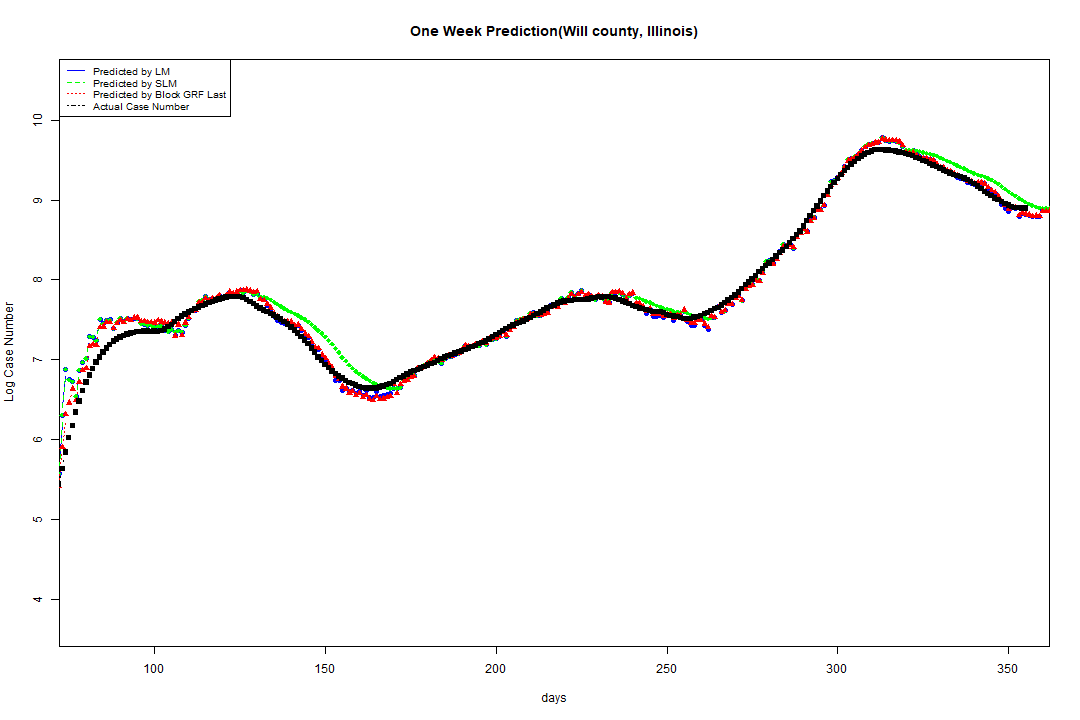 One Week Prediction(Will county, Illinois)
Predicted by LM
Predicted by SLM
Predicted by Block GRF Last
Actual Case Number
10
9
8
7
6
5
4
Log Case Number
100 150 200 250 300 350
days